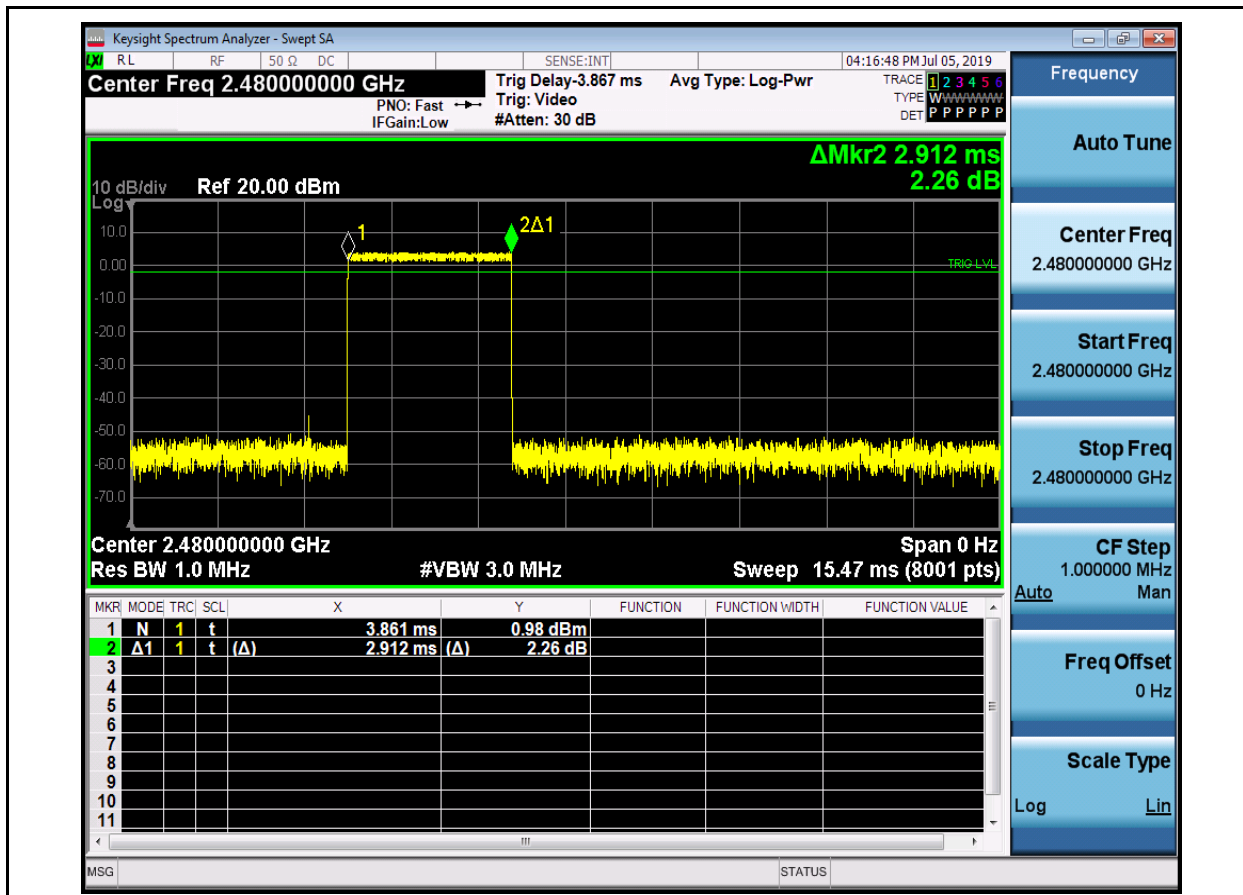 Keysight Spectrum Analyzer - Swept SA
LXI RL RF 50 Ω DC SENSE:INT 04:16:48 PM Jul 05, 2019
Center Freq 2.480000000 GHz
PNO: Fast
IFGain:Low
Trig Delay-3.867 ms
Trig: Video
#Atten: 30 dB
Avg Type: Log-Pwr
TRACE 1 2 3 4 5 6
TYPE WWWWWW
DET P P P P P P
ΔMkr2 2.912 ms
2.26 dB
10 dB/div Ref 20.00 dBm
Log
10.0
0.00
-10.0
-20.0
-30.0
-40.0
-50.0
-60.0
-70.0
1
2Δ1
TRIG LVL
Center 2.480000000 GHz Span 0 Hz
Res BW 1.0 MHz #VBW 3.0 MHz Sweep 15.47 ms (8001 pts)
MKR MODE TRC SCL X Y FUNCTION FUNCTION WIDTH FUNCTION VALUE
1 N 1 t 3.861 ms 0.98 dBm
2 Δ1 1 t (Δ) 2.912 ms (Δ) 2.26 dB
3
4
5
6
7
8
9
10
11
MSG STATUS
Frequency
Auto Tune
Center Freq
2.480000000 GHz
Start Freq
2.480000000 GHz
Stop Freq
2.480000000 GHz
CF Step
1.000000 MHz
Auto Man
Freq Offset
0 Hz
Scale Type
Log Lin